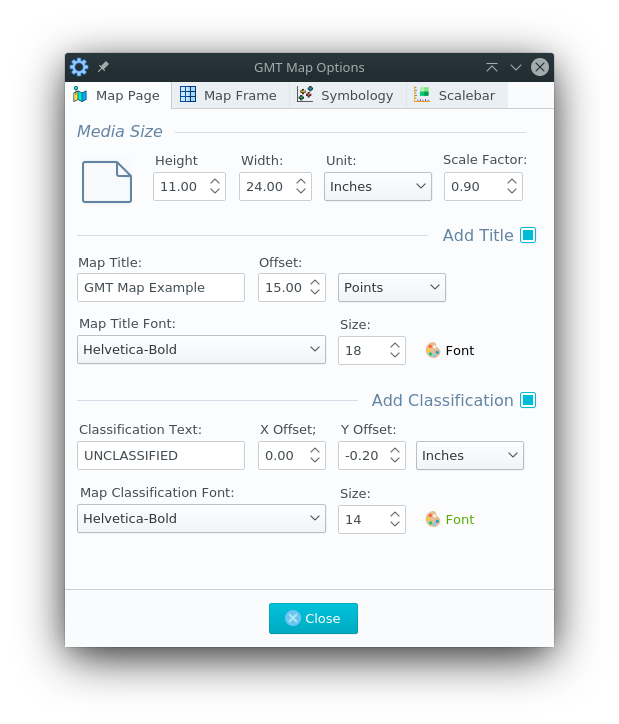 GMT Map Options
Map Page Map Frame Symbology Scalebar
Media Size
Height Width: Unit: Scale Factor:
11.00 24.00 Inches 0.90
Add Title
Map Title: Offset:
GMT Map Example 15.00 Points
Map Title Font: Size:
Helvetica-Bold 18 Font
Add Classification
Classification Text: X Offset; Y Offset:
UNCLASSIFIED 0.00 -0.20 Inches
Map Classification Font: Size:
Helvetica-Bold 14 Font
Close